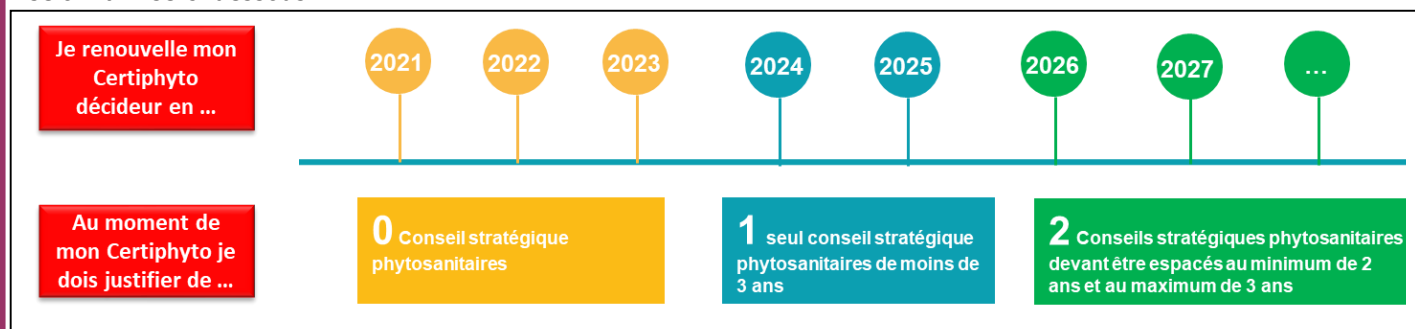 Je renouvelle mon
Certiphyto
décideur en ...
2021
2022
2023
2024
2025
2026
2027
...
Au moment de
mon Certiphyto je
dois justifier de ...
0 Conseil stratégique
phytosanitaires
1 seul conseil stratégique
phytosanitaires de moins de
3 ans
2 Conseils stratégiques phytosanitaires
devant être espacés au minimum de 2
ans et au maximum de 3 ans